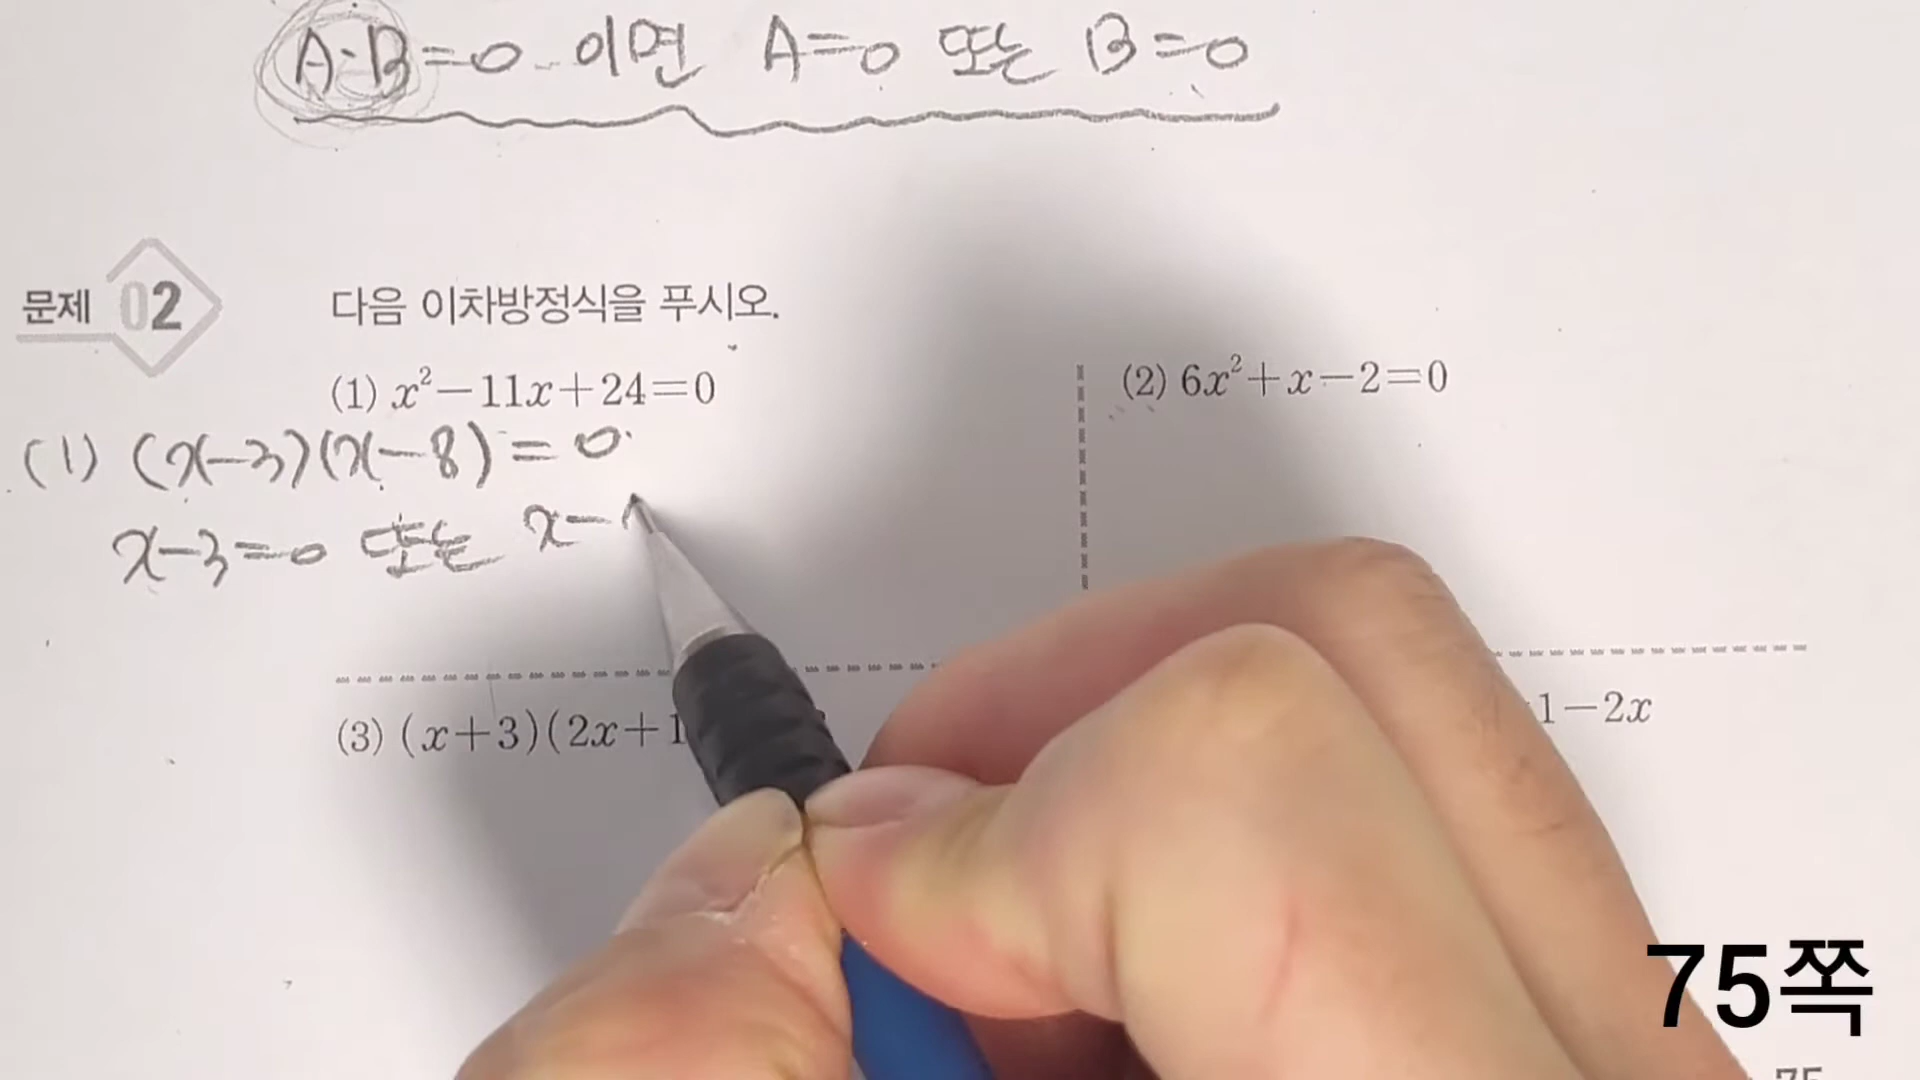 A·B=0 이면 A=0 또는 B=0
문제 02 다음 이차방정식을 푸시오.
(1) x²-11x+24=0
(2) 6x²+x-2=0
(1) (x-3)(x-8)=0
x-3=0 또는 x-
(3) (x+3)(2x+1
1-2x
75쪽
75